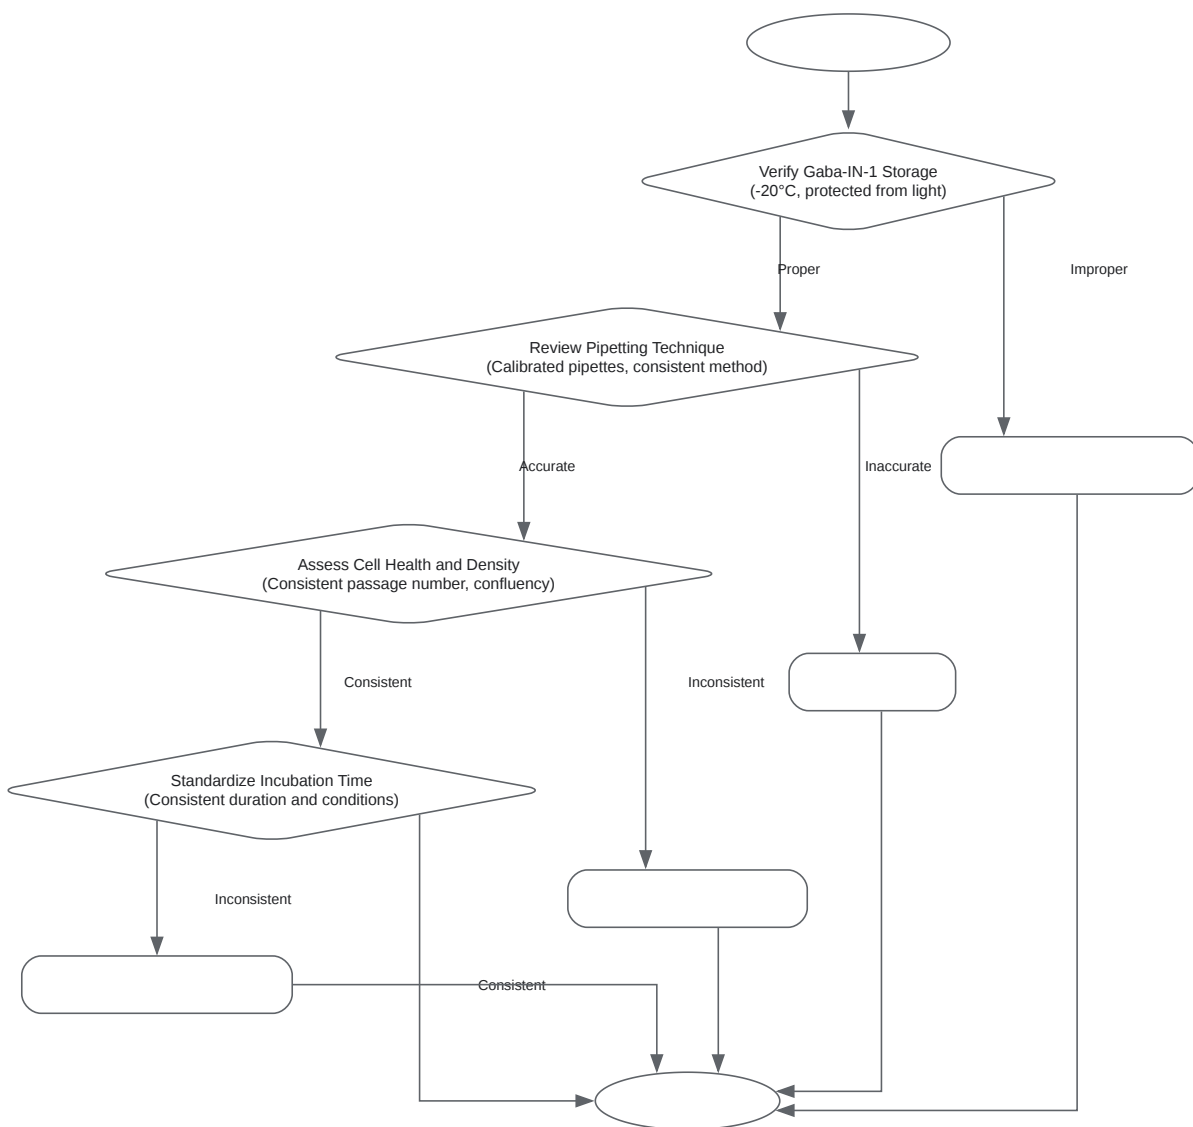 Verify Gaba-IN-1 Storage
(-20°C, protected from light)
Proper
Improper
Review Pipetting Technique
(Calibrated pipettes, consistent method)
Accurate
Inaccurate
Assess Cell Health and Density
(Consistent passage number, confluency)
Consistent
Inconsistent
Standardize Incubation Time
(Consistent duration and conditions)
Inconsistent
Consistent